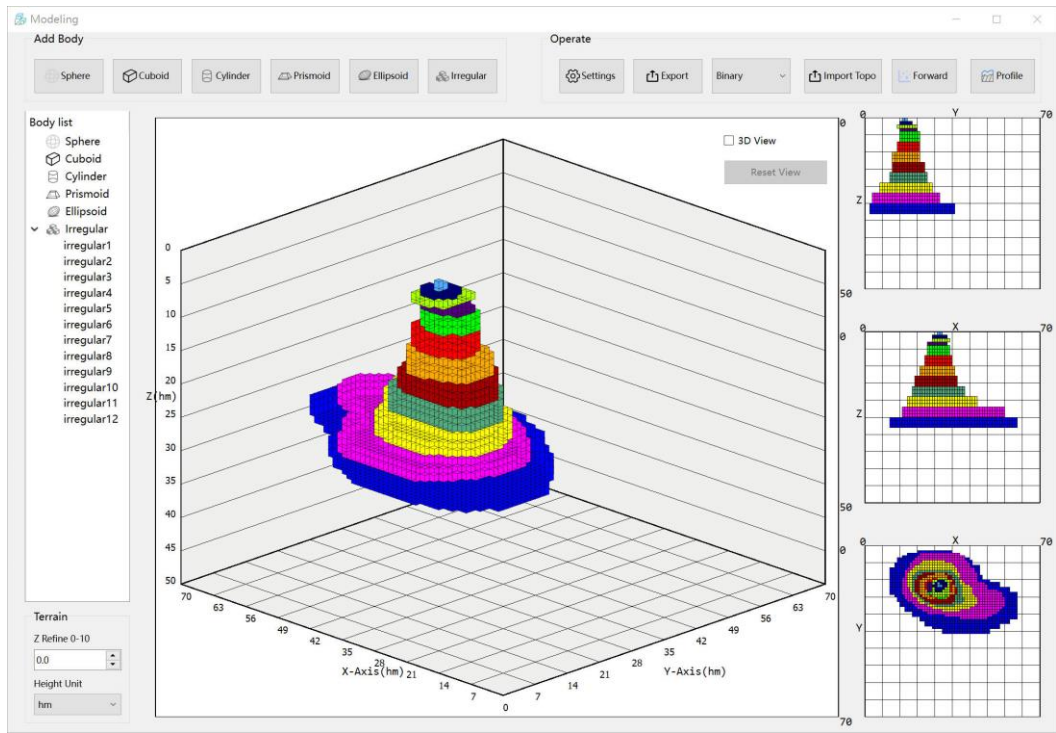 Modeling
Add Body
Operate
Sphere Cuboid Cylinder Prismoid Ellipsoid Irregular
Settings Export Binary Import Topo Forward Profile
Body list
Sphere
Cuboid
Cylinder
Prismoid
Ellipsoid
Irregular
irregular1
irregular2
irregular3
irregular4
irregular5
irregular6
irregular7
irregular8
irregular9
irregular10
irregular11
irregular12
Terrain
Z Refine 0-10
0.0
Height Unit
hm
3D View
Reset View
0
5
10
15
20
Z(hm)
25
30
35
40
45
50
70
63
56
49
42
35
28
21
14
7
X-Axis(hm)
0
7
14
21
28
35
42
49
56
63
70
Y-Axis(hm)
0 Y 70
0
Z
50
0 X 70
0
Z
50
0 X 70
0
Y
70